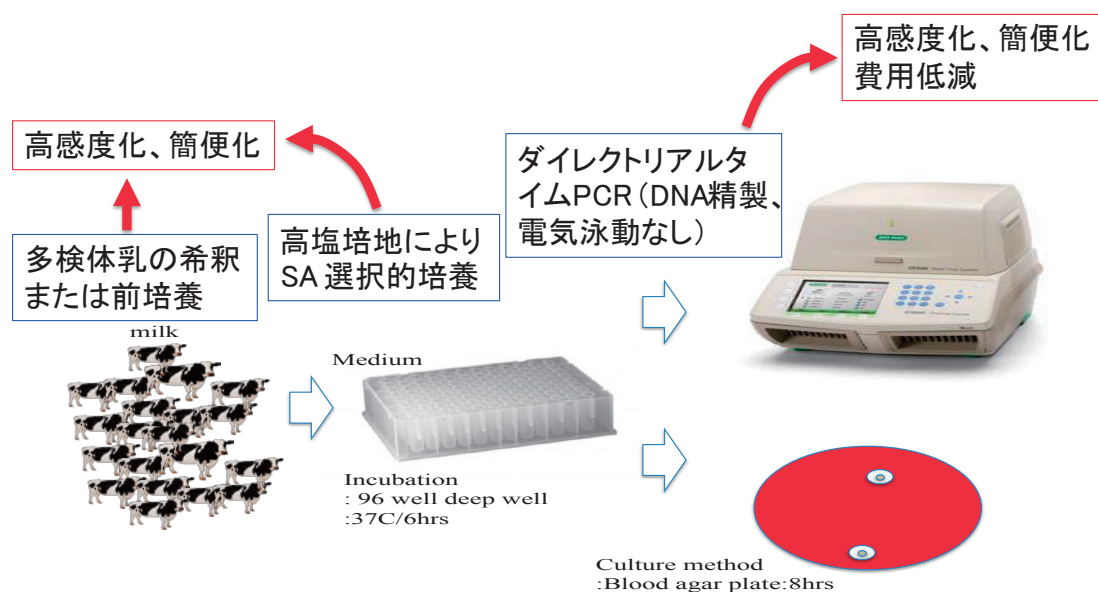 高感度化、簡便化
費用低減
高感度化、簡便化
ダイレクトリアルタ
イムPCR（DNA精製、
電気泳動なし）
多検体乳の希釈
または前培養
高塩培地により
SA 選択的培養
milk
Medium
Incubation
: 96 well deep well
:37C/6hrs
Culture method
:Blood agar plate:8hrs
BIO-RAD